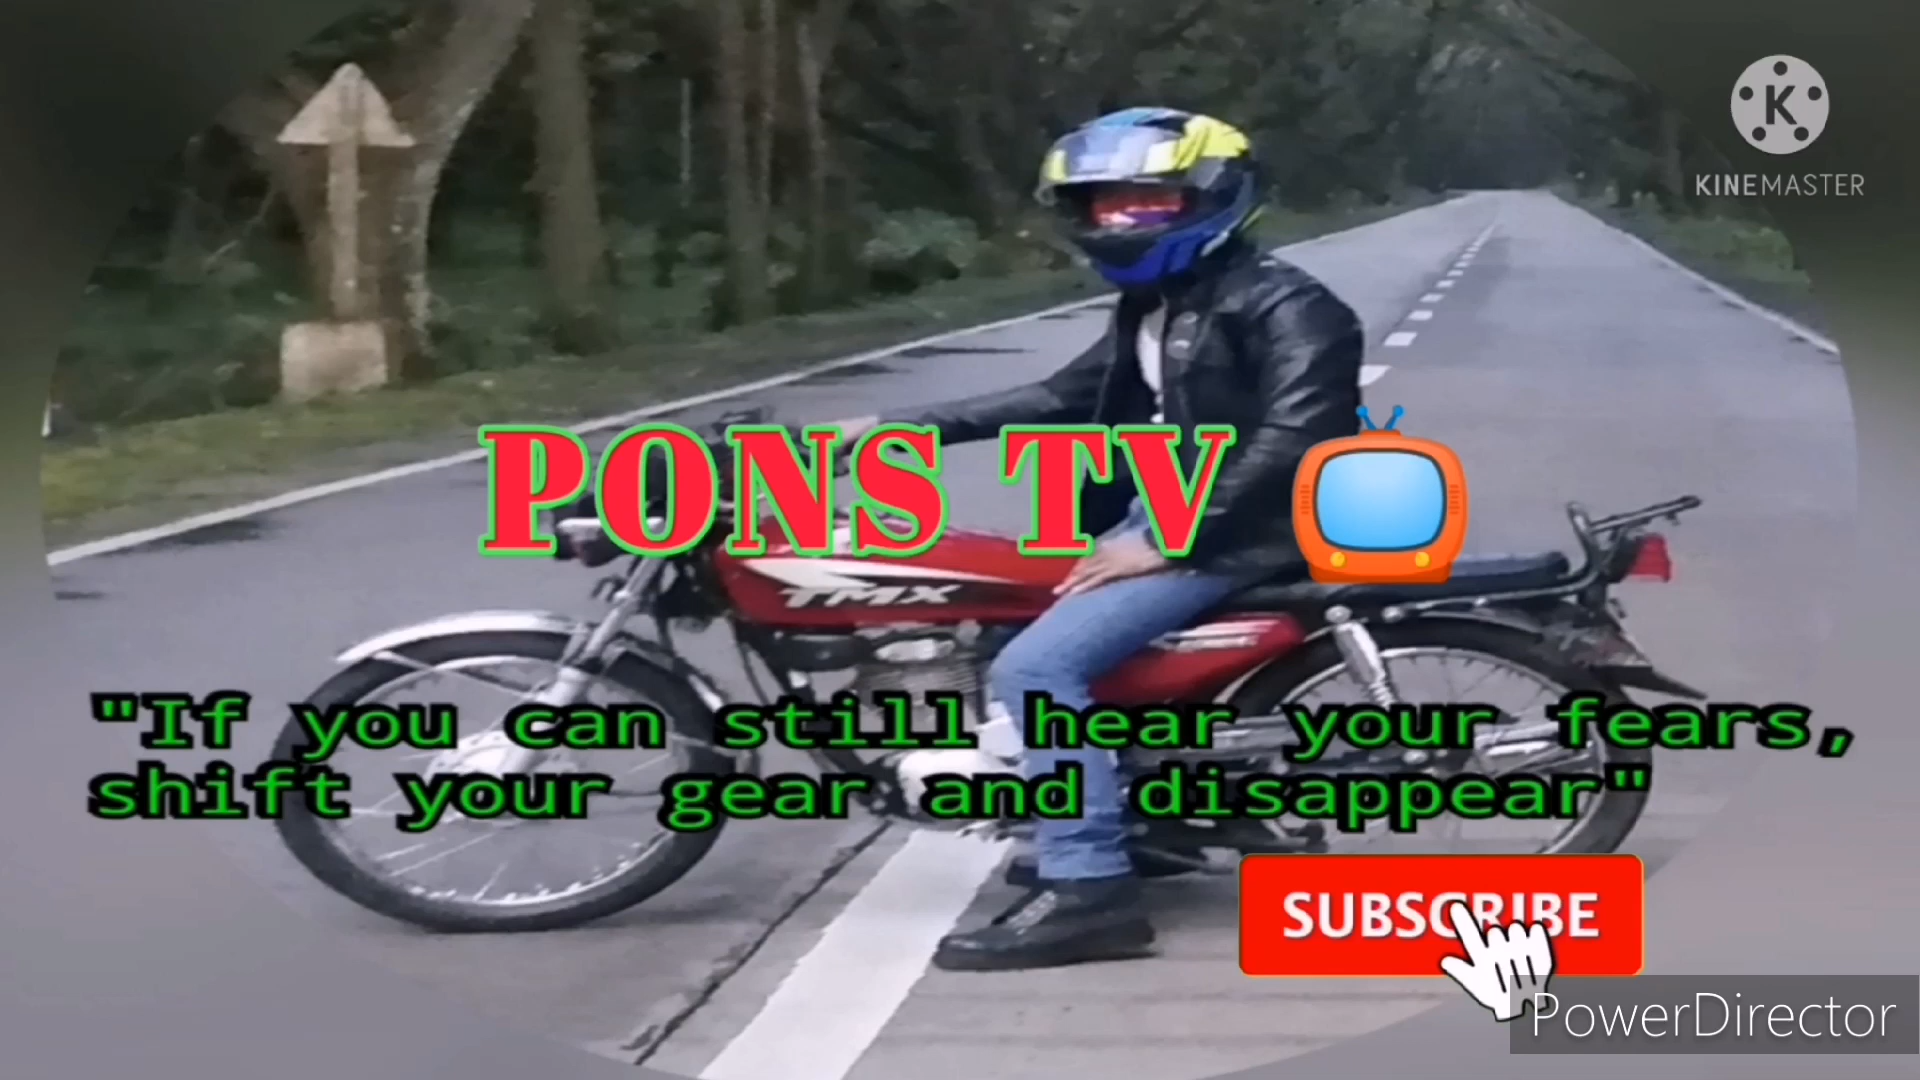 K
KINEMASTER
PONS TV
TMX
"If you can still hear your fears,
shift your gear and disappear"
SUBSCRIBE
PowerDirector